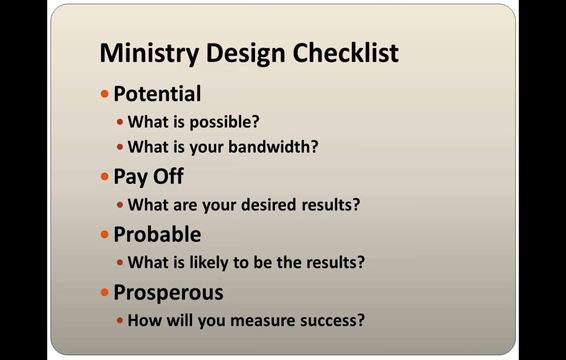 Ministry Design Checklist
Potential
What is possible?
What is your bandwidth?
Pay Off
What are your desired results?
Probable
What is likely to be the results?
Prosperous
How will you measure success?